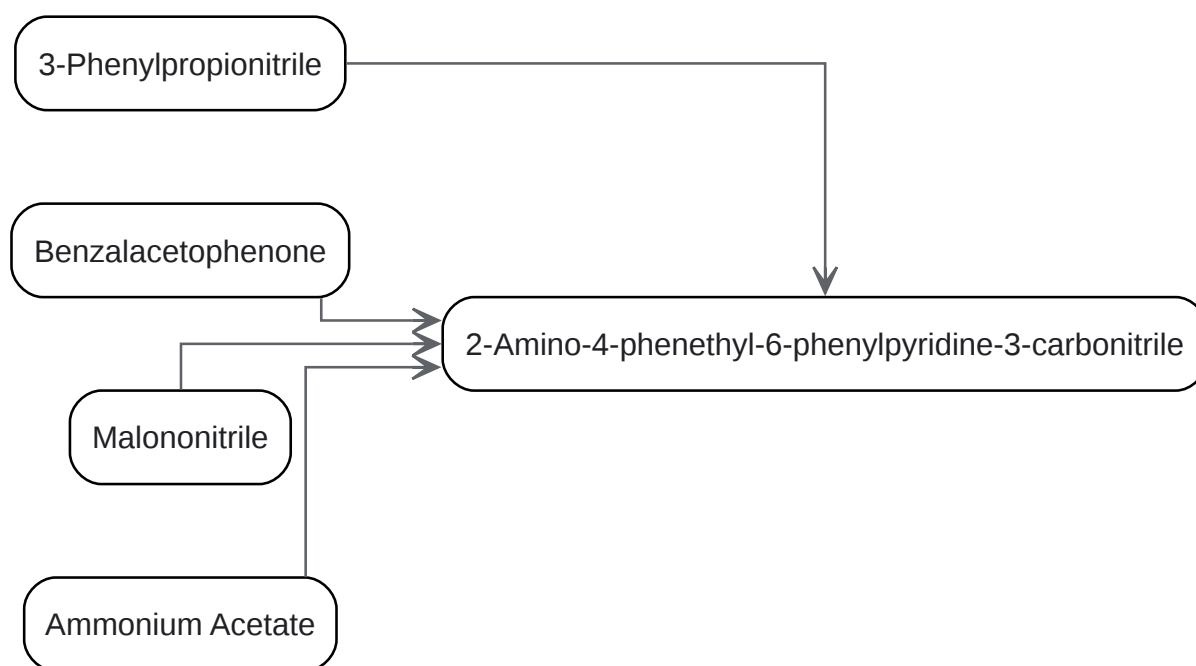 3-Phenylpropionitrile
Benzalacetophenone
2-Amino-4-phenethyl-6-phenylpyridine-3-carbonitrile
Malononitrile
Ammonium Acetate